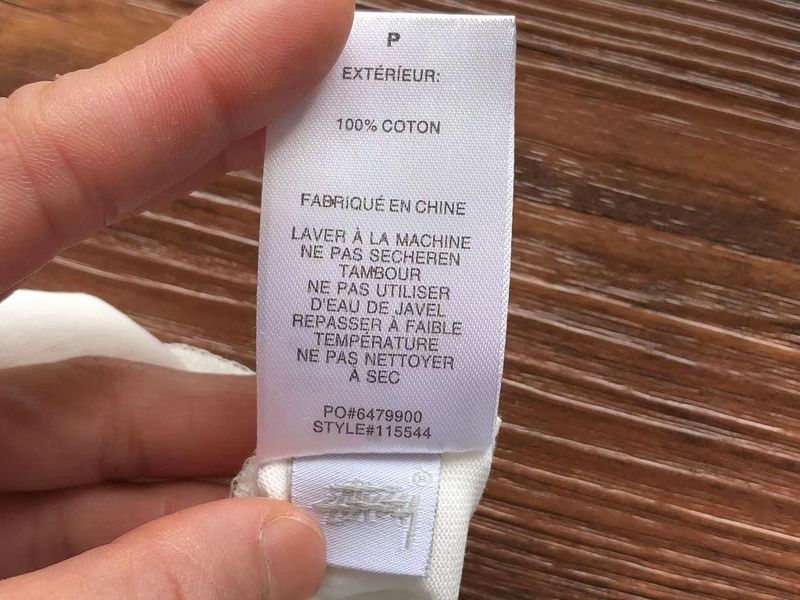 P
EXTÉRÍEUR:
100% COTON
FABRIQUÉ EN CHINE
LAVER À LA MACHINE
NE PAS SECHEREN
TAMBOUR
NE PAS UTILISER
D'EAU DE JAVEL
REPASSER À FAIBLE
TEMPÉRATURE
NE PAS NETTOYER
À SEC
PO#6479900
STYLE#115544
®